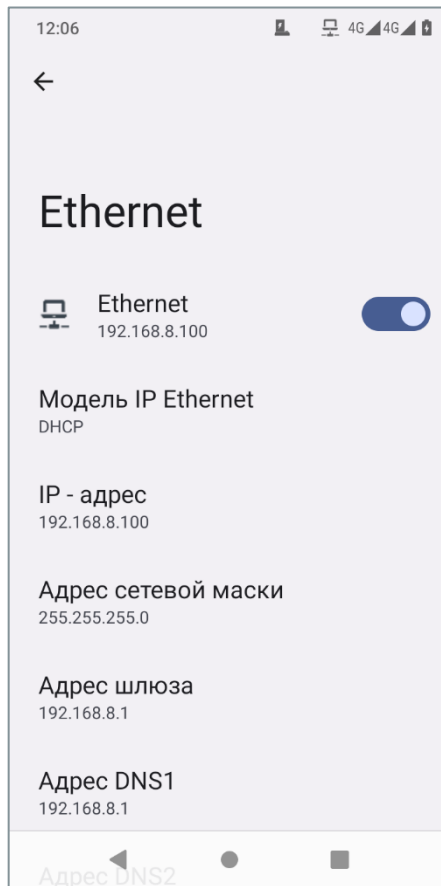 12:06 4G 4G
Ethernet
Ethernet
192.168.8.100
Модель IP Ethernet
DHCP
IP - адрес
192.168.8.100
Адрес сетевой маски
255.255.255.0
Адрес шлюза
192.168.8.1
Адрес DNS1
192.168.8.1
Адрес DNS2